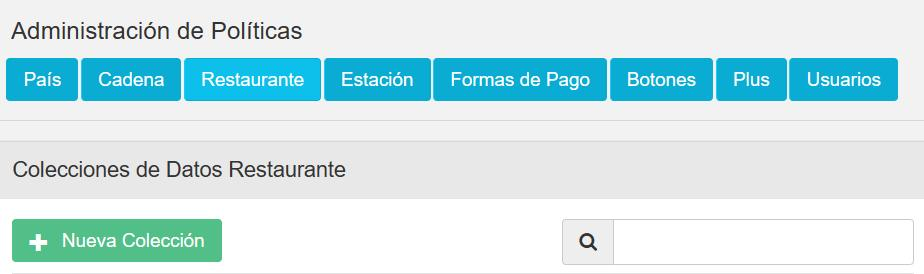 Administración de Políticas
País Cadena Restaurante Estación Formas de Pago Botones Plus Usuarios
Colecciones de Datos Restaurante
Nueva Colección